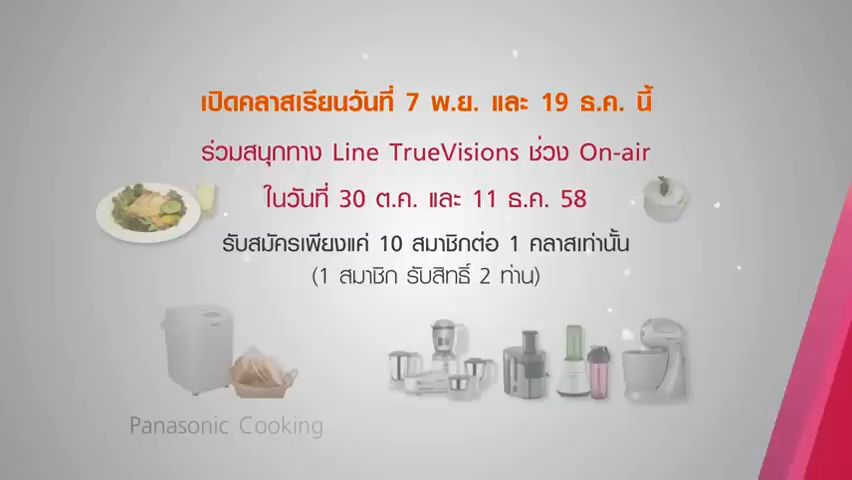 เปิดคลาสเรียนวันที่ 7 พ.ย. และ 19 ธ.ค. นี้
ร่วมสนุกทาง Line TrueVisions ช่วง On-air
ในวันที่ 30 ต.ค. และ 11 ธ.ค. 58
รับสมัครเพียงแค่ 10 สมาชิกต่อ 1 คลาสเท่านั้น
(1 สมาชิก รับสิทธิ์ 2 ท่าน)
Panasonic Cooking